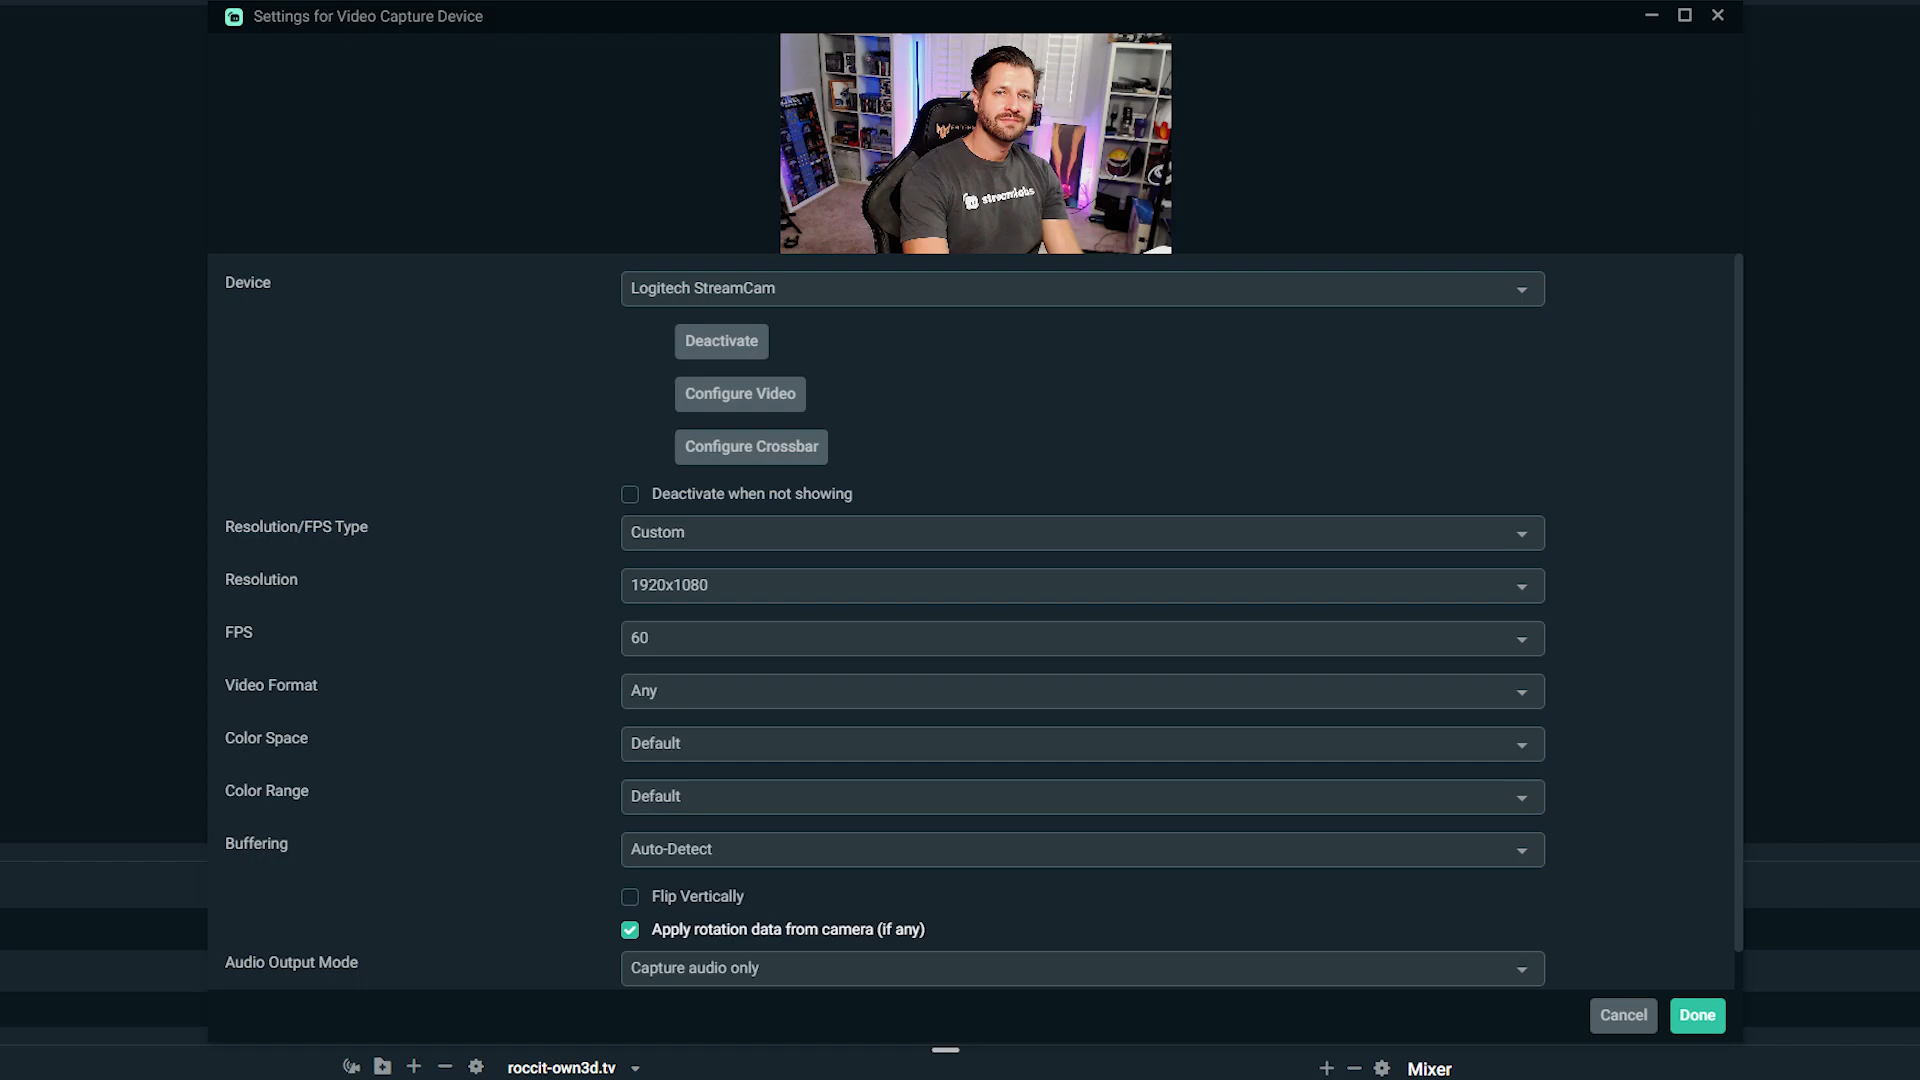 Settings for Video Capture Device
streamlabs
Device
Logitech StreamCam
Deactivate
Configure Video
Configure Crossbar
Deactivate when not showing
Resolution/FPS Type
Custom
Resolution
1920x1080
FPS
60
Video Format
Any
Color Space
Default
Color Range
Default
Buffering
Auto-Detect
Flip Vertically
Apply rotation data from camera (if any)
Audio Output Mode
Capture audio only
Cancel
Done
roccit-own3d.tv
Mixer